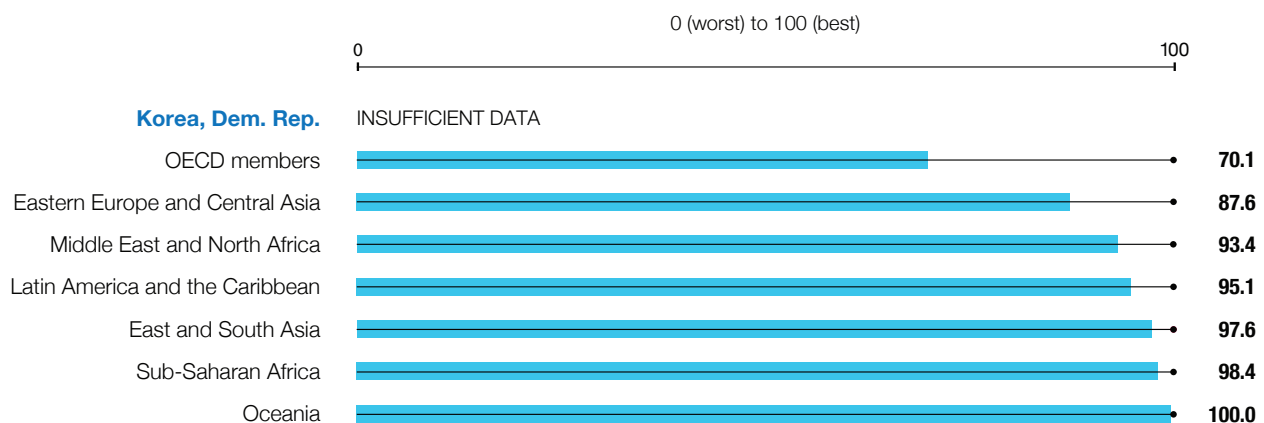 0 (worst) to 100 (best)
0 100
Korea, Dem. Rep. INSUFFICIENT DATA
OECD members 70.1
Eastern Europe and Central Asia 87.6
Middle East and North Africa 93.4
Latin America and the Caribbean 95.1
East and South Asia 97.6
Sub-Saharan Africa 98.4
Oceania 100.0